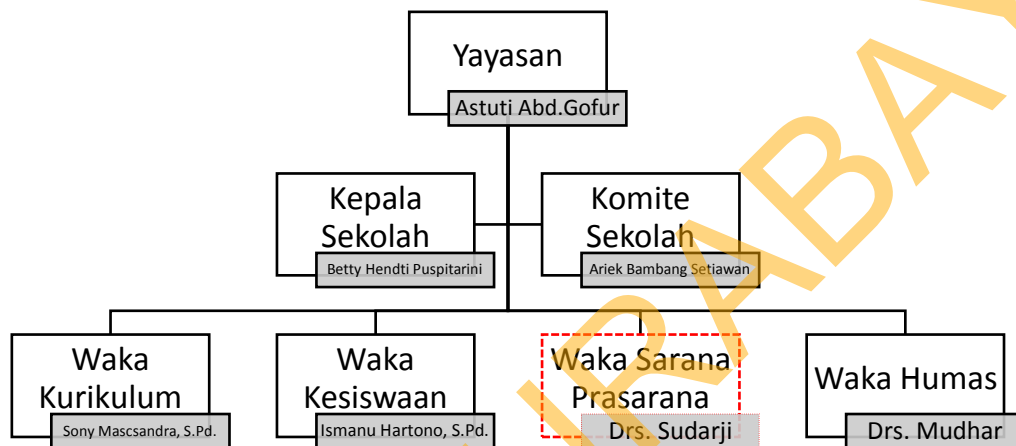 Yayasan
Astuti Abd.Gofur
Kepala
Sekolah
Betty Hendti Puspitarini
Komite
Sekolah
Ariek Bambang Setiawan
Waka
Kurikulum
Sony Mascsandra, S.Pd.
Waka
Kesiswaan
Ismanu Hartono, S.Pd.
Waka Sarana
Prasarana
Drs. Sudarji
Waka Humas
Drs. Mudhar
RABAY